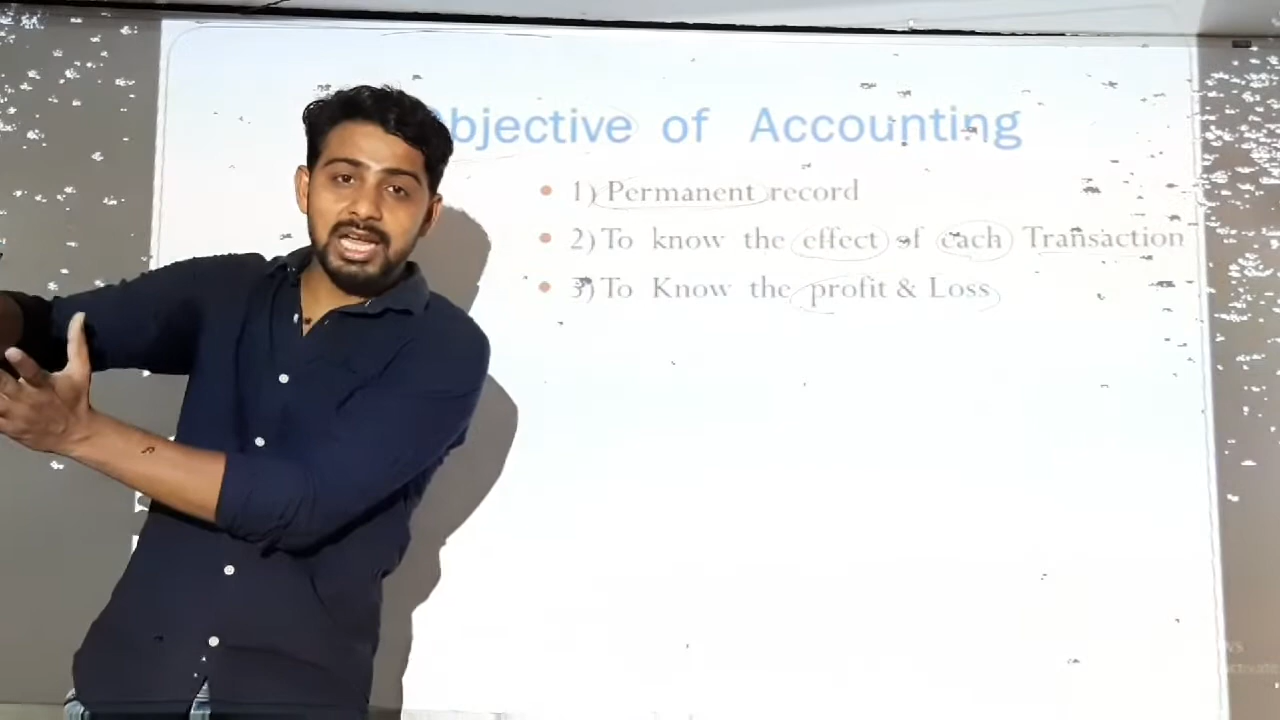 bjective of Accounting
1) Permanent record
2) To know the effect of each Transaction
3) To Know the profit & Loss